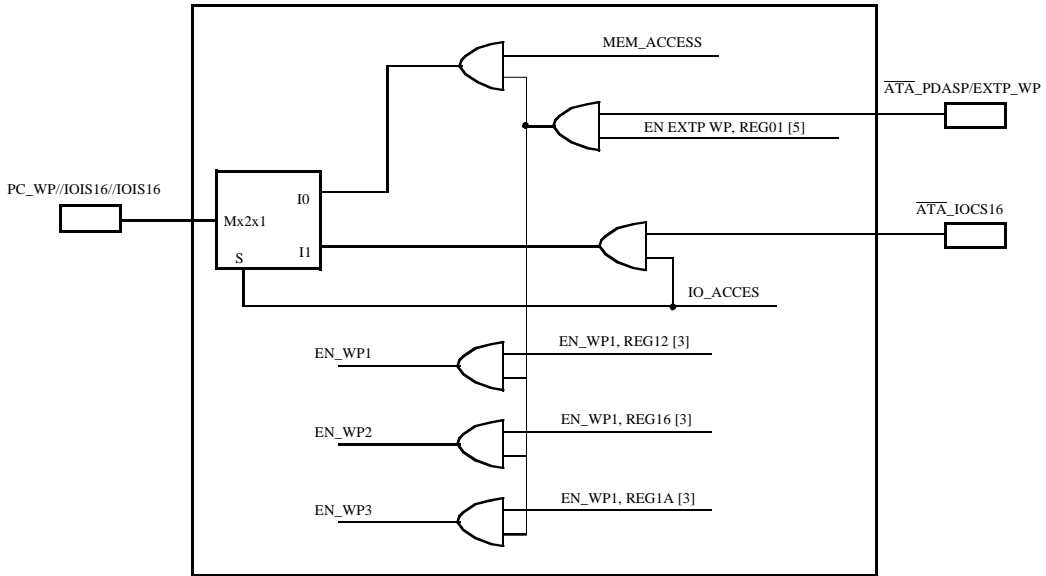 MEM_ACCESS
ATA_PDASP/EXTP_WP
EN EXTP WP, REG01 [5]
PC_WP//IOIS16//IOIS16
I0
Mx2x1
ATA_IOCS16
I1
S
IO_ACCES
EN_WP1
EN_WP1, REG12 [3]
EN_WP2
EN_WP1, REG16 [3]
EN_WP3
EN_WP1, REG1A [3]